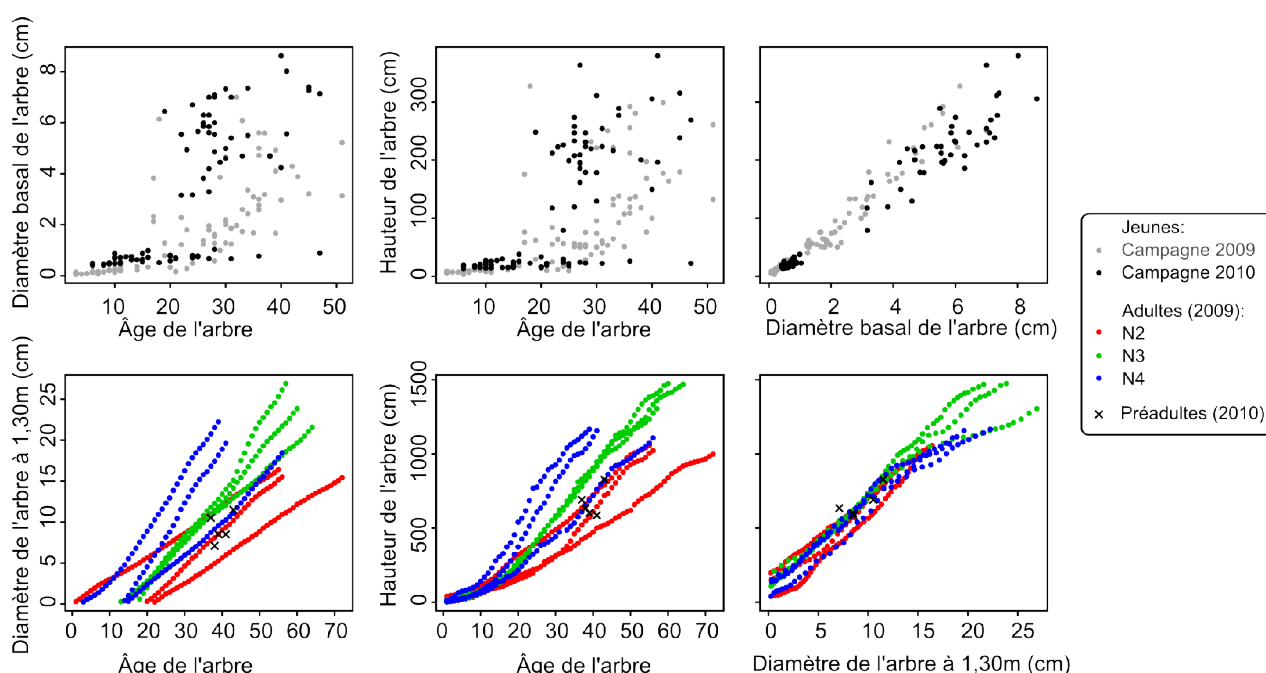 Diamètre basal de l'arbre (cm)
0 2 4 6 8
10 20 30 40 50
Âge de l'arbre
Hauteur de l'arbre (cm)
0 100 200 300
10 20 30 40 50
Âge de l'arbre
0 2 4 6 8
Diamètre basal de l'arbre (cm)
Jeunes:
Campagne 2009
Campagne 2010
Adultes (2009):
N2
N3
N4
Préadultes (2010)
Diamètre de l'arbre à 1,30m (cm)
0 5 10 15 20 25
0 10 20 30 40 50 60 70
Âge de l'arbre
Hauteur de l'arbre (cm)
0 500 1000 1500
0 10 20 30 40 50 60 70
Âge de l'arbre
0 5 10 15 20 25
Diamètre de l'arbre à 1,30m (cm)